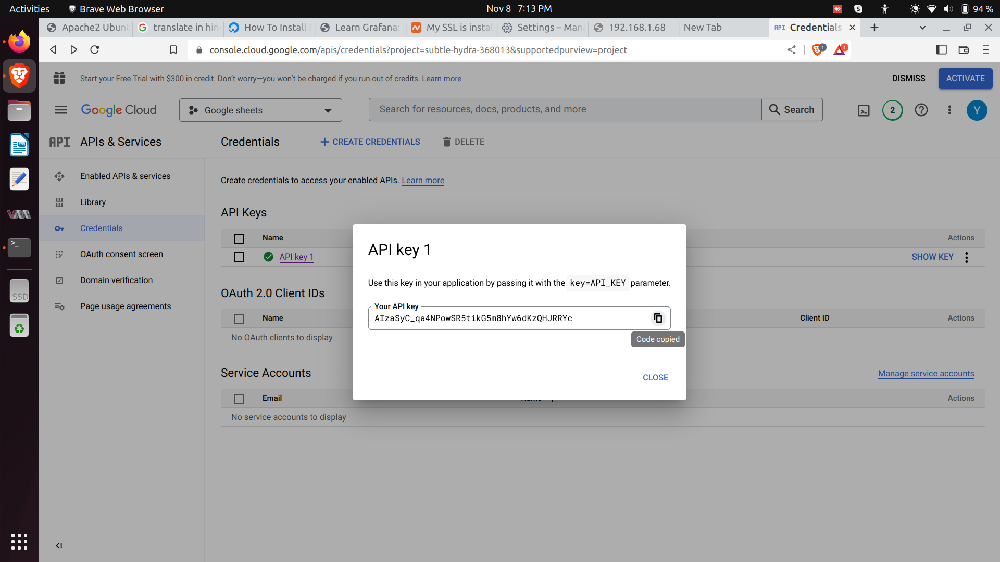 Activities
Brave Web Browser
Nov 8 7:13 PM
94 %
Apache2 Ubun
translate in hin
How To Install
Learn Grafana:
My SSL is instal
Settings – Man
192.168.1.68
New Tab
API Credentials
console.cloud.google.com/apis/credentials?project=subtle-hydra-368013&supportedpurview=project
1
1
Start your Free Trial with $300 in credit. Don’t worry—you won’t be charged if you run out of credits. Learn more
DISMISS
ACTIVATE
Google Cloud
Google sheets
Search for resources, docs, products, and more
Search
2
Y
API APIs & Services
Credentials
CREATE CREDENTIALS
DELETE
Enabled APIs & services
Library
Credentials
OAuth consent screen
Domain verification
Page usage agreements
Create credentials to access your enabled APIs. Learn more
API Keys
Name
Actions
API key 1
SHOW KEY
OAuth 2.0 Client IDs
Name
Client ID
Actions
No OAuth clients to display
Service Accounts
Manage service accounts
Email
Actions
No service accounts to display
API key 1
Use this key in your application by passing it with the key=API_KEY parameter.
Your API key
AIzaSyC_qa4NPowSR5tikG5m8hYw6dKzQHJRRYc
Code copied
CLOSE
SSD